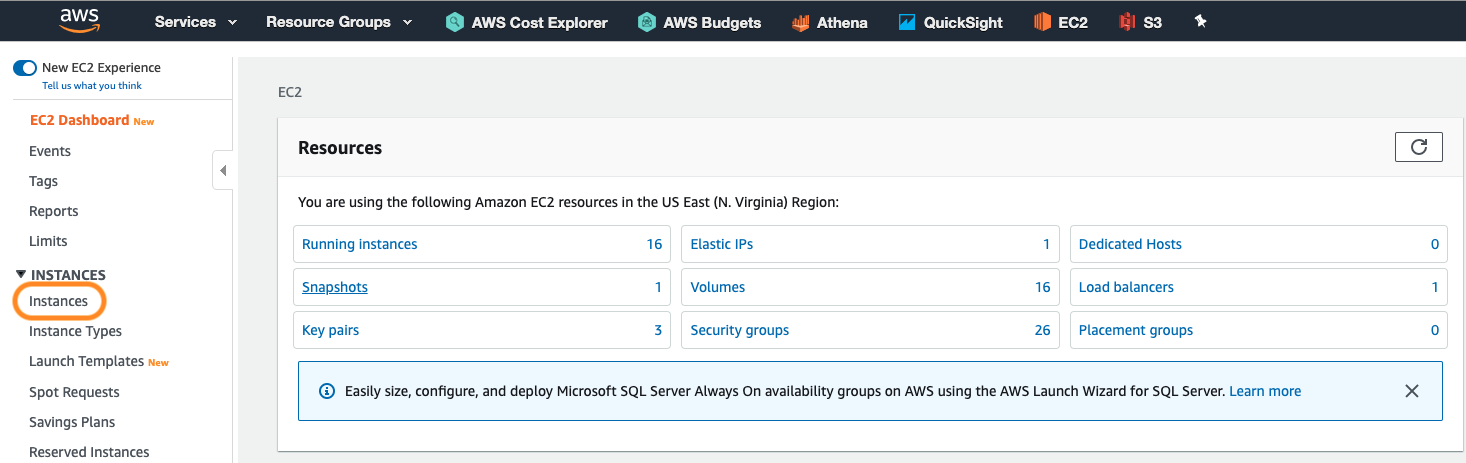 aws Services Resource Groups AWS Cost Explorer AWS Budgets Athena QuickSight EC2 S3
New EC2 Experience
Tell us what you think
EC2 Dashboard New
Events
Tags
Reports
Limits
INSTANCES
Instances
Instance Types
Launch Templates New
Spot Requests
Savings Plans
Reserved Instances
EC2
Resources
You are using the following Amazon EC2 resources in the US East (N. Virginia) Region:
Running instances 16 Elastic IPs 1 Dedicated Hosts 0
Snapshots 1 Volumes 16 Load balancers 1
Key pairs 3 Security groups 26 Placement groups 0
Easily size, configure, and deploy Microsoft SQL Server Always On availability groups on AWS using the AWS Launch Wizard for SQL Server. Learn more